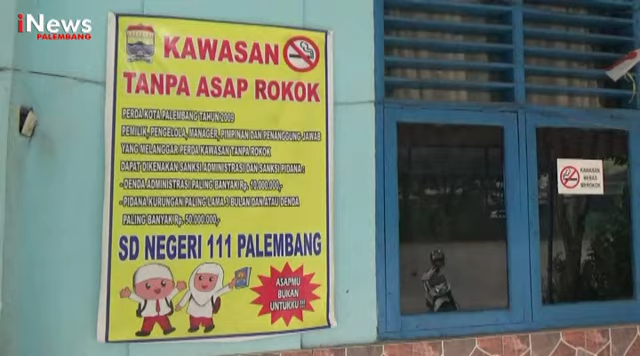 iNews
PALEMBANG
KAWASAN
TANPA ASAP ROKOK
PERDA KOTA PALEMBANG TAHUN 2009
PEMILIK, PENGELOLA, MANAGER, PIMPINAN DAN PENANGGUNG JAWAB
YANG MELANGGAR PERDA KAWASAN TANPA ROKOK
DAPAT DIKENAKAN SANKSI ADMINISTRASI DAN SANKSI PIDANA :
- DENDA ADMINISTRASI PALING BANYAK Rp. 10.000.000,-
- PIDANA KURUNGAN PALING LAMA 3 BULAN DAN ATAU DENDA
PALING BANYAK Rp. 50.000.000,-
SD NEGERI 111 PALEMBANG
ASAPMU
BUKAN
UNTUKKU !!!
KAWASAN
BEBAS
MEROKOK